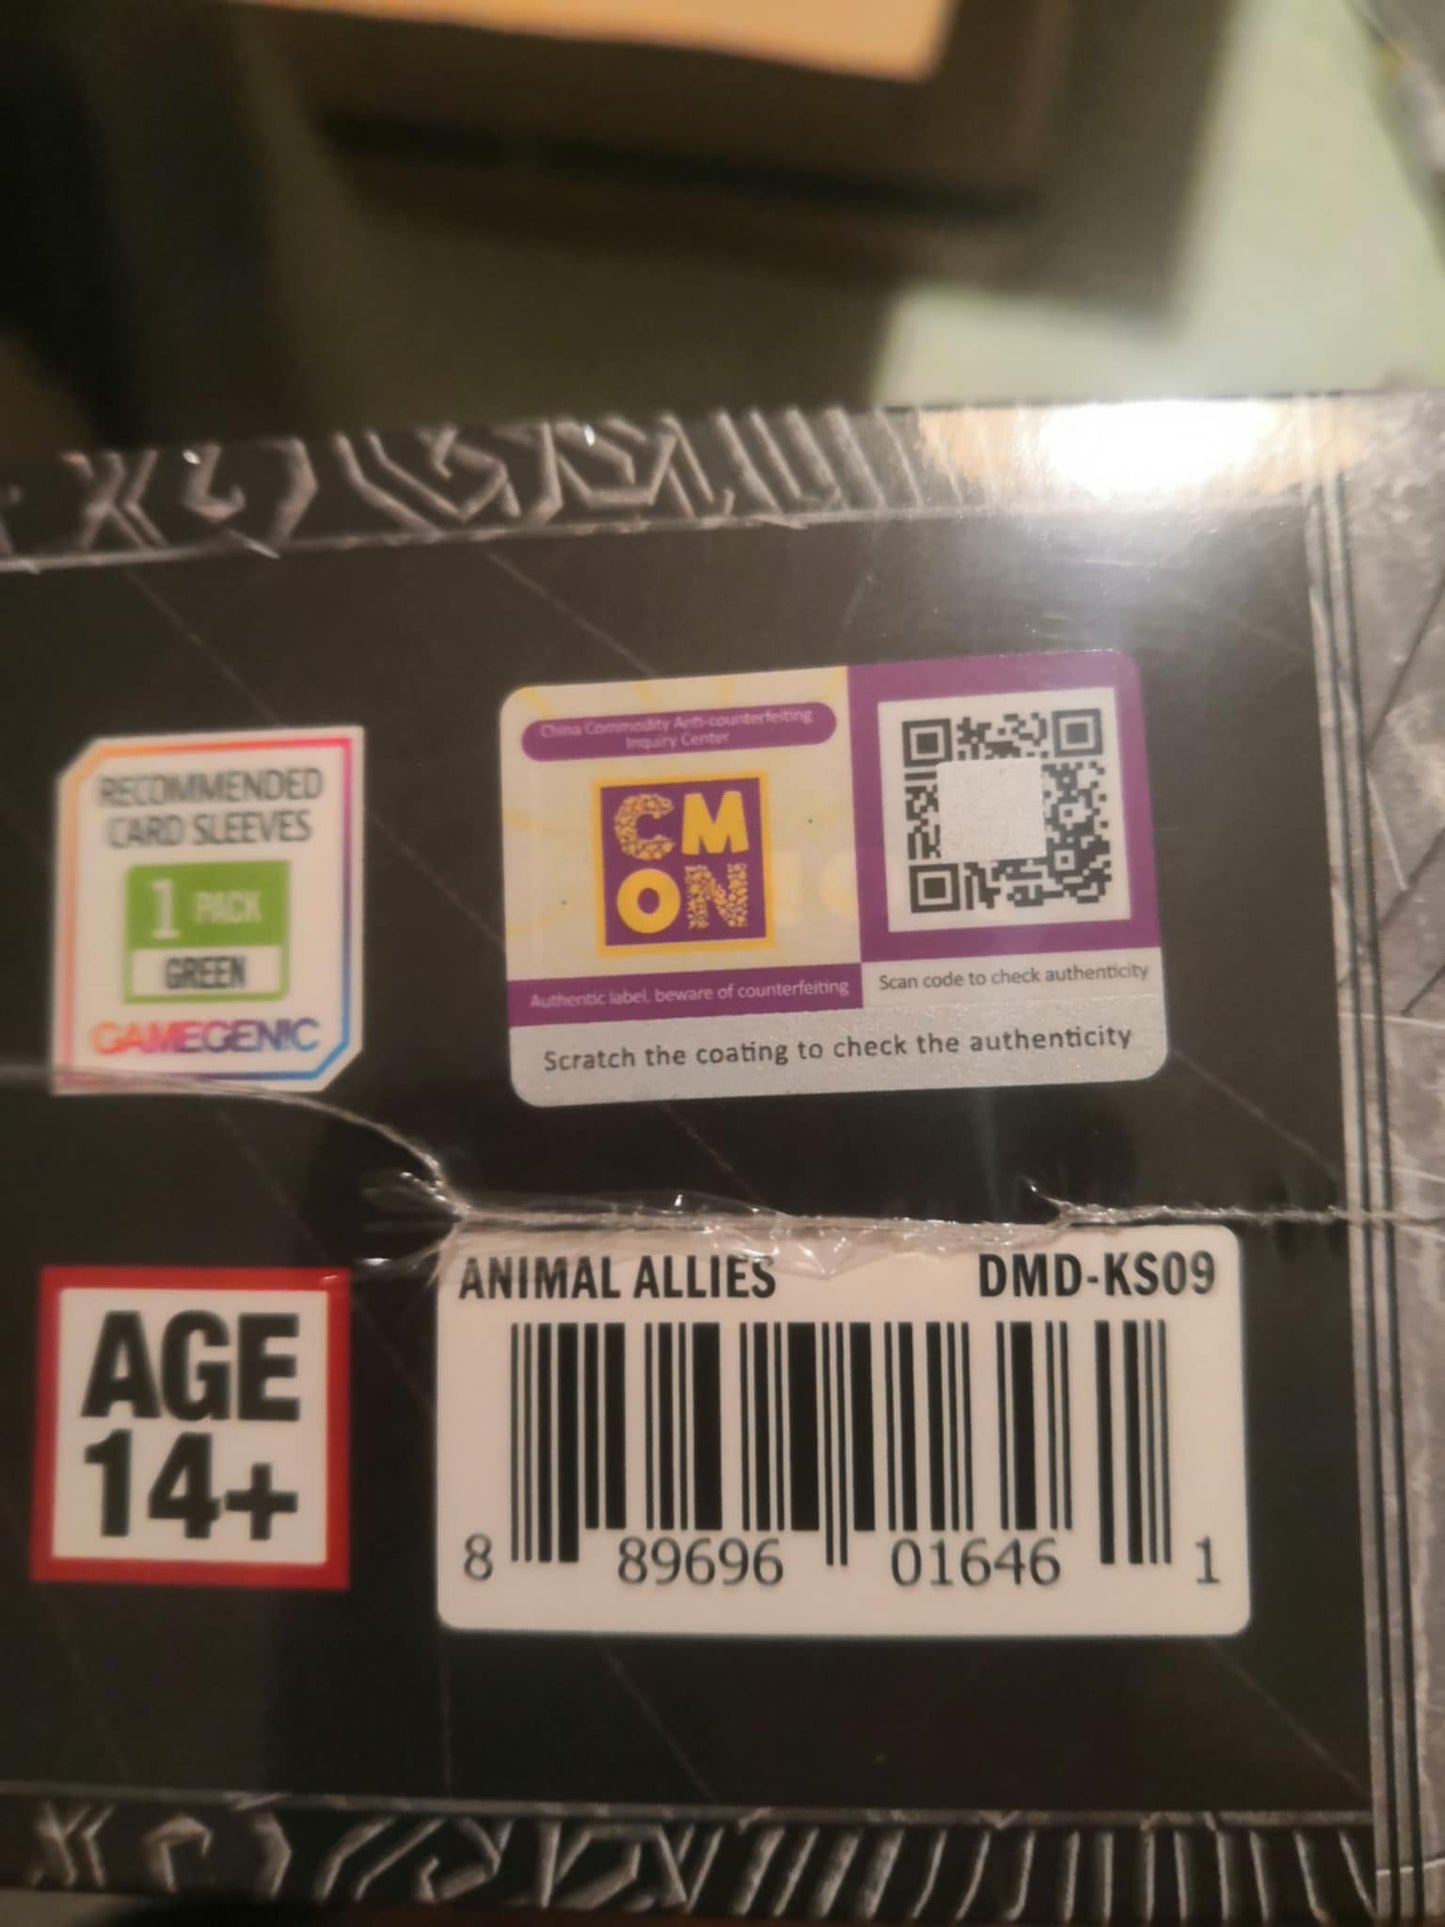 RECOMMENDED
CARD SLEEVES
1 PACK
GREEN
GAMEGENIC
China Commodity Anti-counterfeiting
Inquiry Center
CM
ON
Authentic label, beware of counterfeiting
Scan code to check authenticity
Scratch the coating to check the authenticity
AGE
14+
ANIMAL ALLIES DMD-KS09
8 89696 01646 1